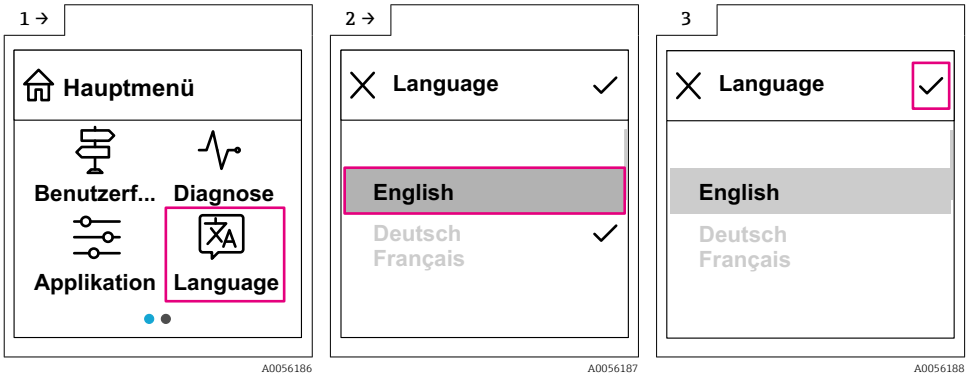 1 →
Hauptmenü
Benutzerf... Diagnose
Applikation Language
A0056186
2 →
Language
English
Deutsch
Français
A0056187
3
Language
English
Deutsch
Français
A0056188